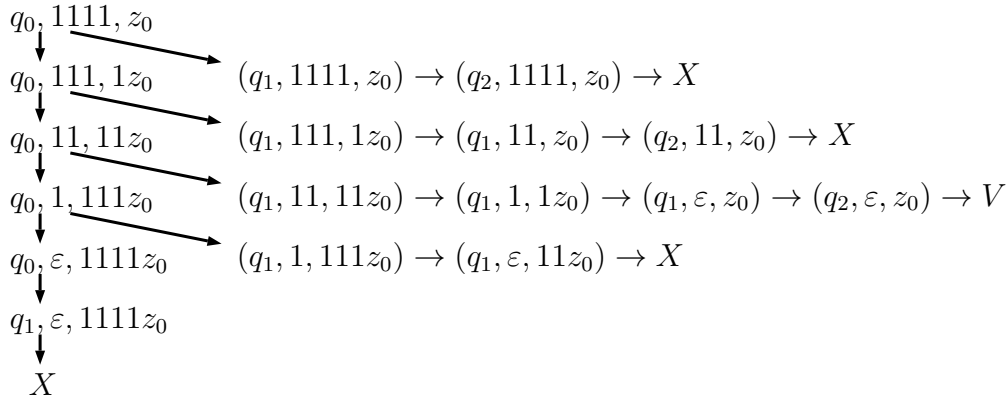 q₀, 1111, z₀
q₀, 111, 1z₀ (q₁, 1111, z₀) → (q₂, 1111, z₀) → X
q₀, 11, 11z₀ (q₁, 111, 1z₀) → (q₁, 11, z₀) → (q₂, 11, z₀) → X
q₀, 1, 111z₀ (q₁, 11, 11z₀) → (q₁, 1, 1z₀) → (q₁, ε, z₀) → (q₂, ε, z₀) → V
q₀, ε, 1111z₀ (q₁, 1, 111z₀) → (q₁, ε, 11z₀) → X
q₁, ε, 1111z₀
X